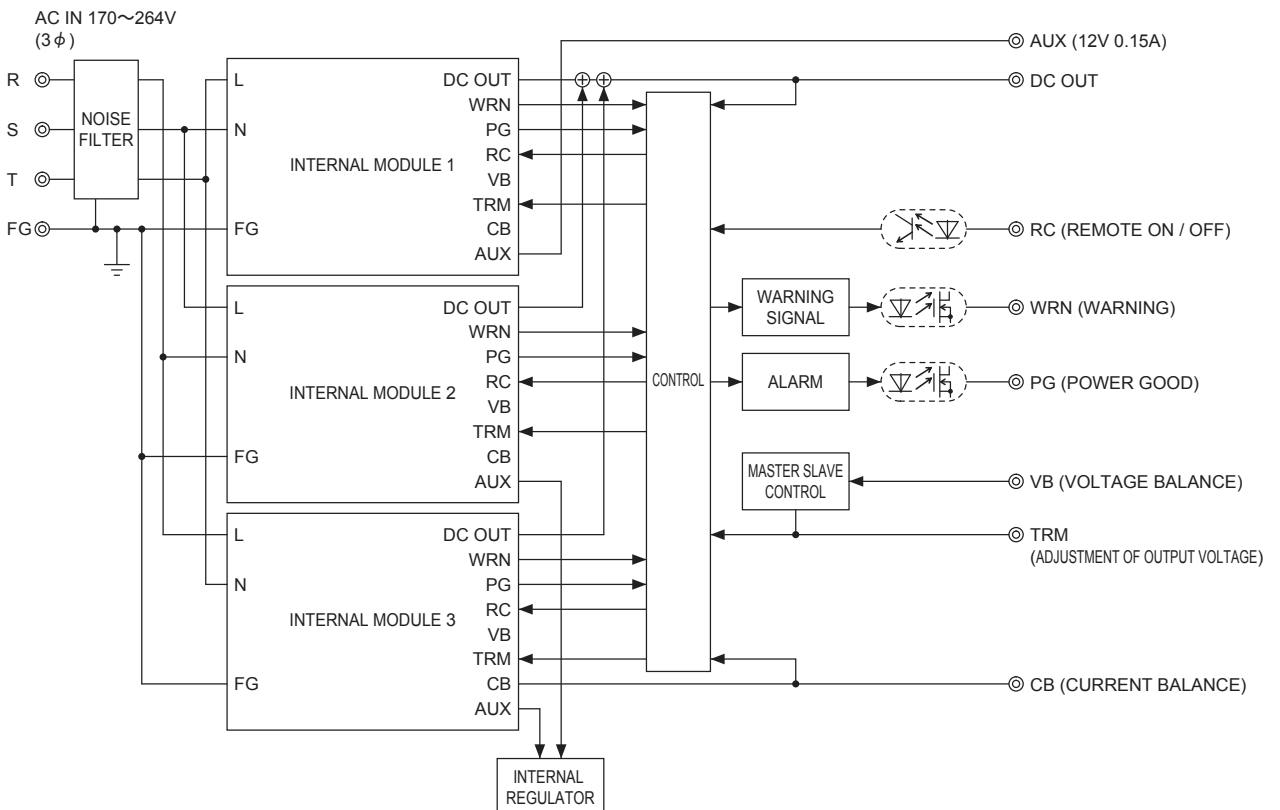 AC IN 170～264V
(3φ)
R
S
T
FG
NOISE
FILTER
L
N
FG
INTERNAL MODULE 1
DC OUT
WRN
PG
RC
VB
TRM
CB
AUX
L
N
FG
INTERNAL MODULE 2
DC OUT
WRN
PG
RC
VB
TRM
CB
AUX
L
N
FG
INTERNAL MODULE 3
DC OUT
WRN
PG
RC
VB
TRM
CB
AUX
INTERNAL
REGULATOR
CONTROL
WARNING
SIGNAL
ALARM
MASTER SLAVE
CONTROL
AUX (12V 0.15A)
DC OUT
RC (REMOTE ON / OFF)
WRN (WARNING)
PG (POWER GOOD)
VB (VOLTAGE BALANCE)
TRM
(ADJUSTMENT OF OUTPUT VOLTAGE)
CB (CURRENT BALANCE)